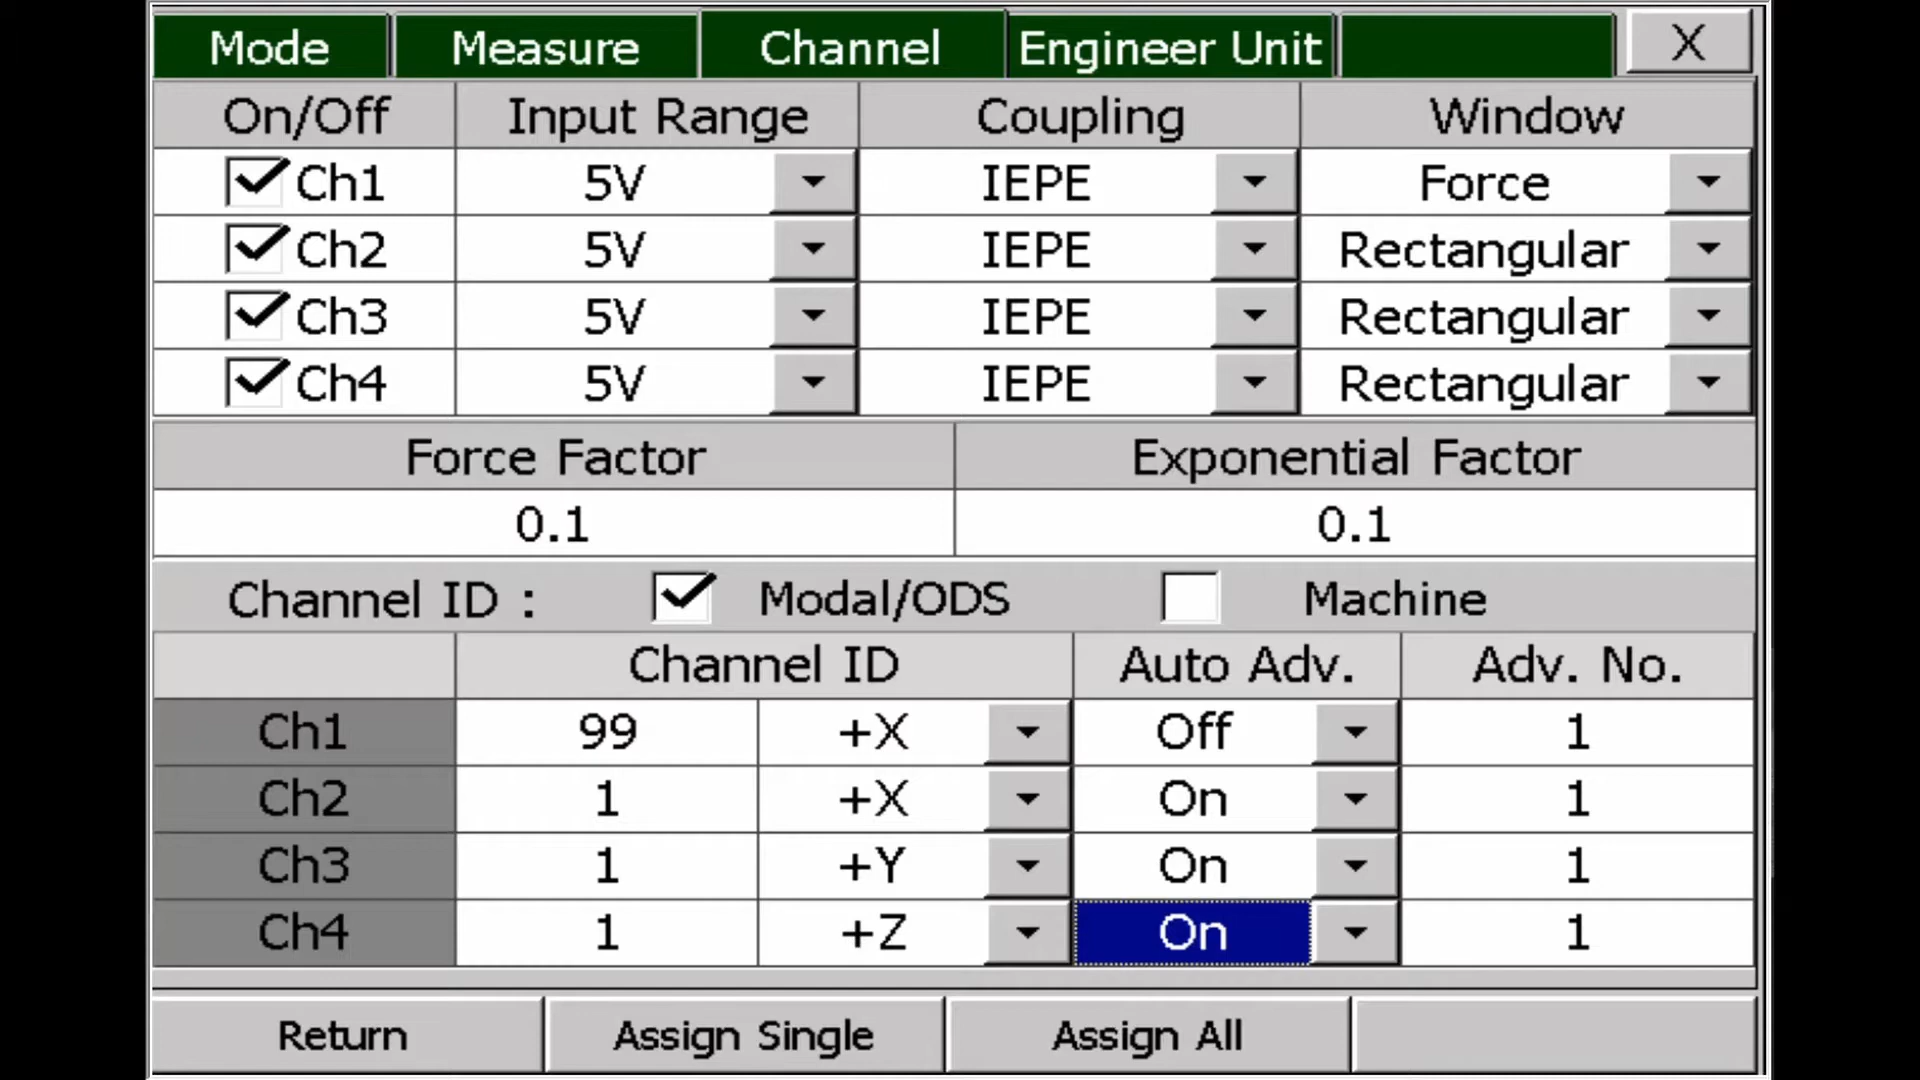 Mode Measure Channel Engineer Unit X
On/Off Input Range Coupling Window
Ch1 5V IEPE Force
Ch2 5V IEPE Rectangular
Ch3 5V IEPE Rectangular
Ch4 5V IEPE Rectangular
Force Factor Exponential Factor
0.1 0.1
Channel ID : Modal/ODS Machine
Channel ID Auto Adv. Adv. No.
Ch1 99 +X Off 1
Ch2 1 +X On 1
Ch3 1 +Y On 1
Ch4 1 +Z On 1
Return Assign Single Assign All